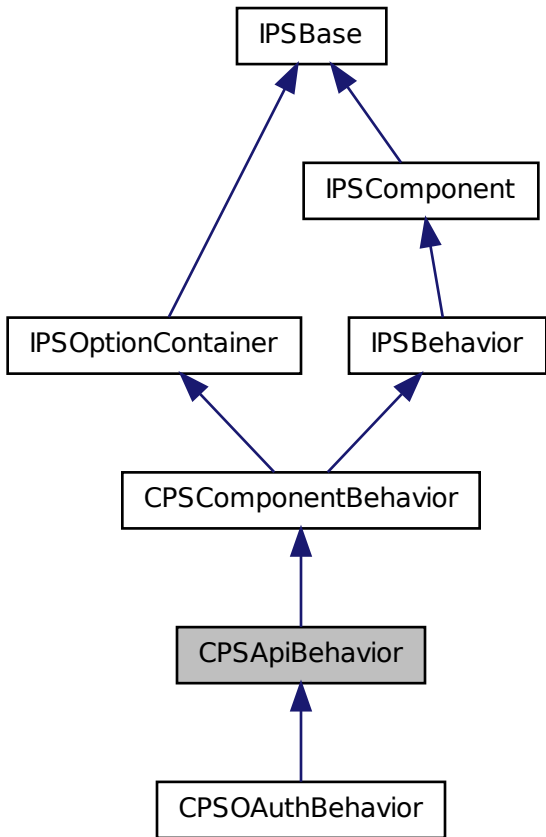 IPSBase
IPSComponent
IPSOptionContainer
IPSBehavior
CPSComponentBehavior
CPSApiBehavior
CPSOAuthBehavior